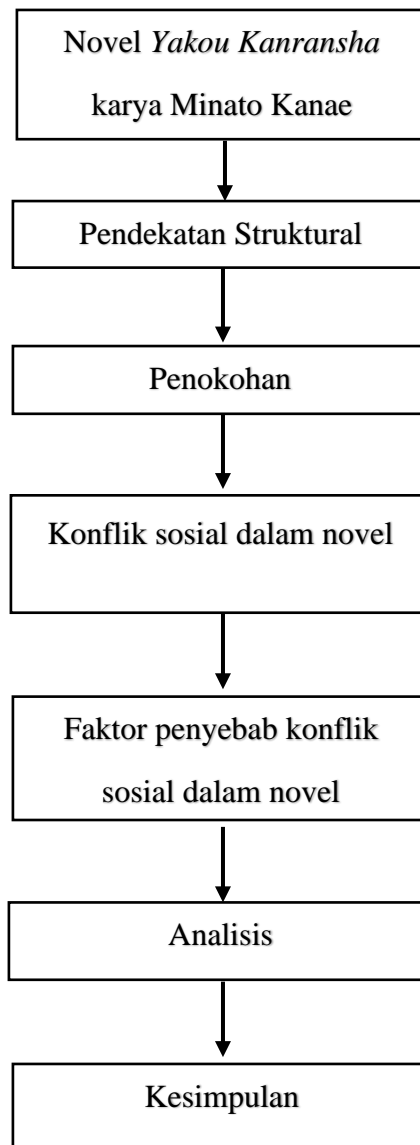 Novel Yakou Kanransha
karya Minato Kanae
Pendekatan Struktural
Penokohan
Konflik sosial dalam novel
Faktor penyebab konflik
sosial dalam novel
Analisis
Kesimpulan